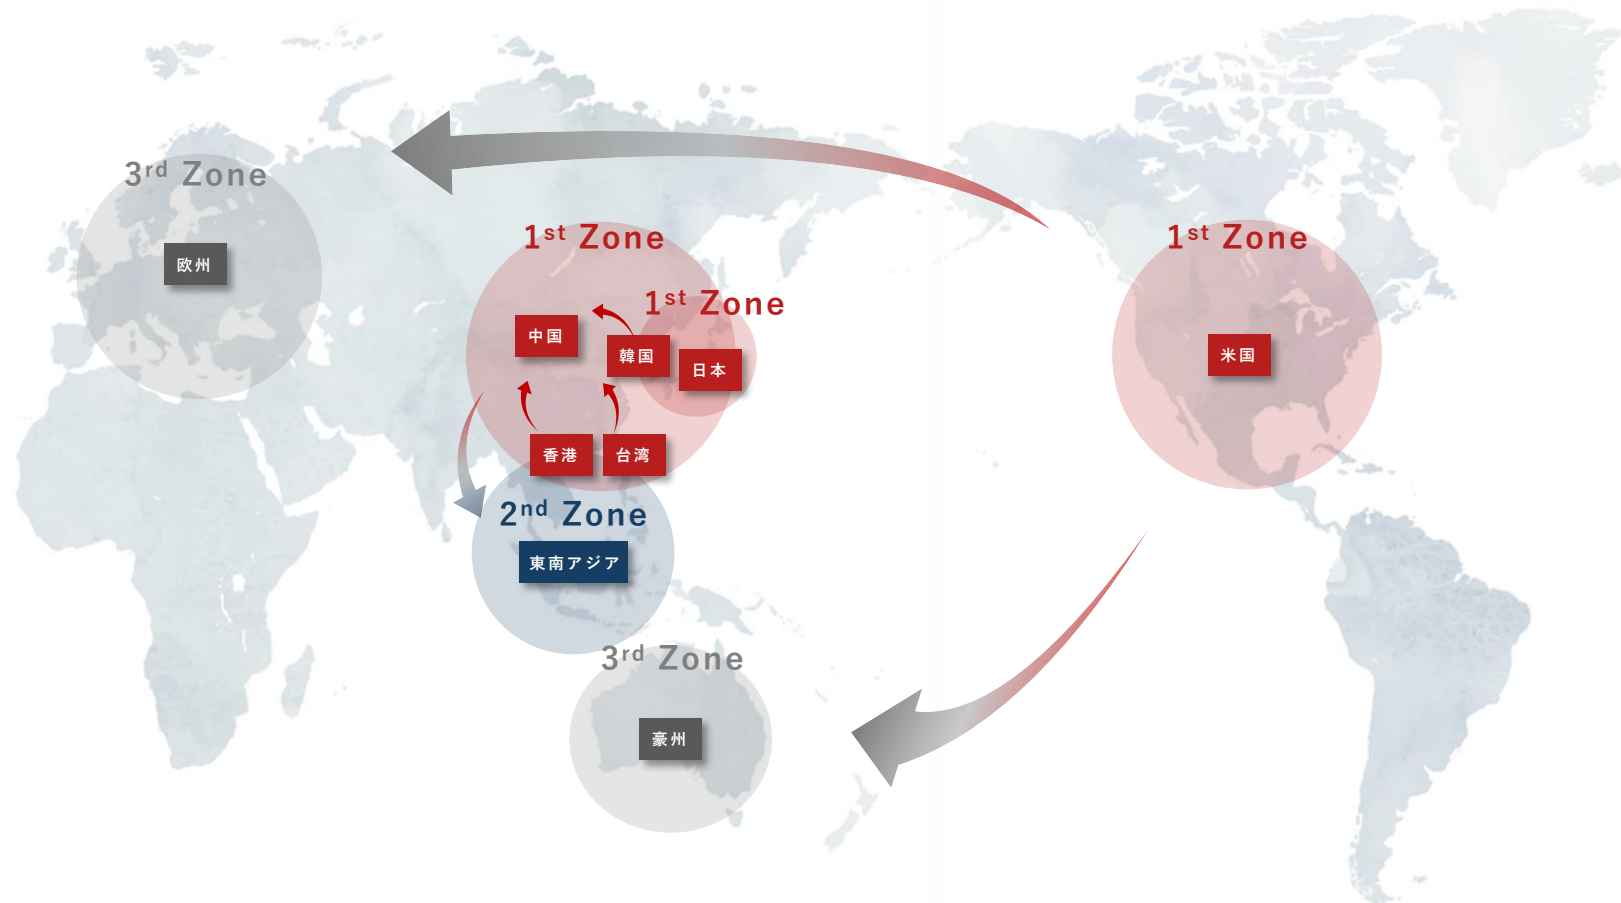 3rd Zone
欧州
1st Zone
中国
韓国
香港
台湾
1st Zone
日本
1st Zone
米国
2nd Zone
東南アジア
3rd Zone
豪州